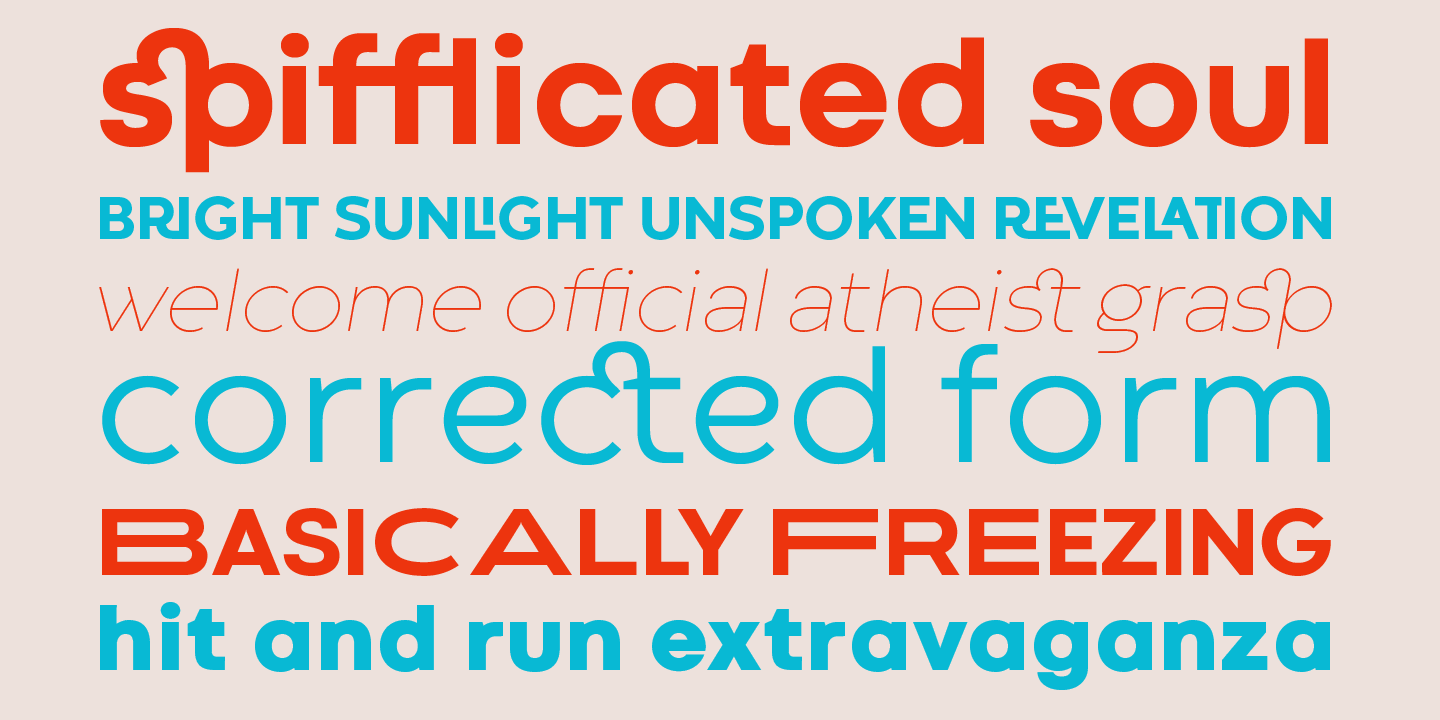 spifflicated soul
BRIGHT SUNLIGHT UNSPOKEN REVELATION
welcome official atheist grasp
corrected form
BASICALLY FREEZING
hit and run extravaganza